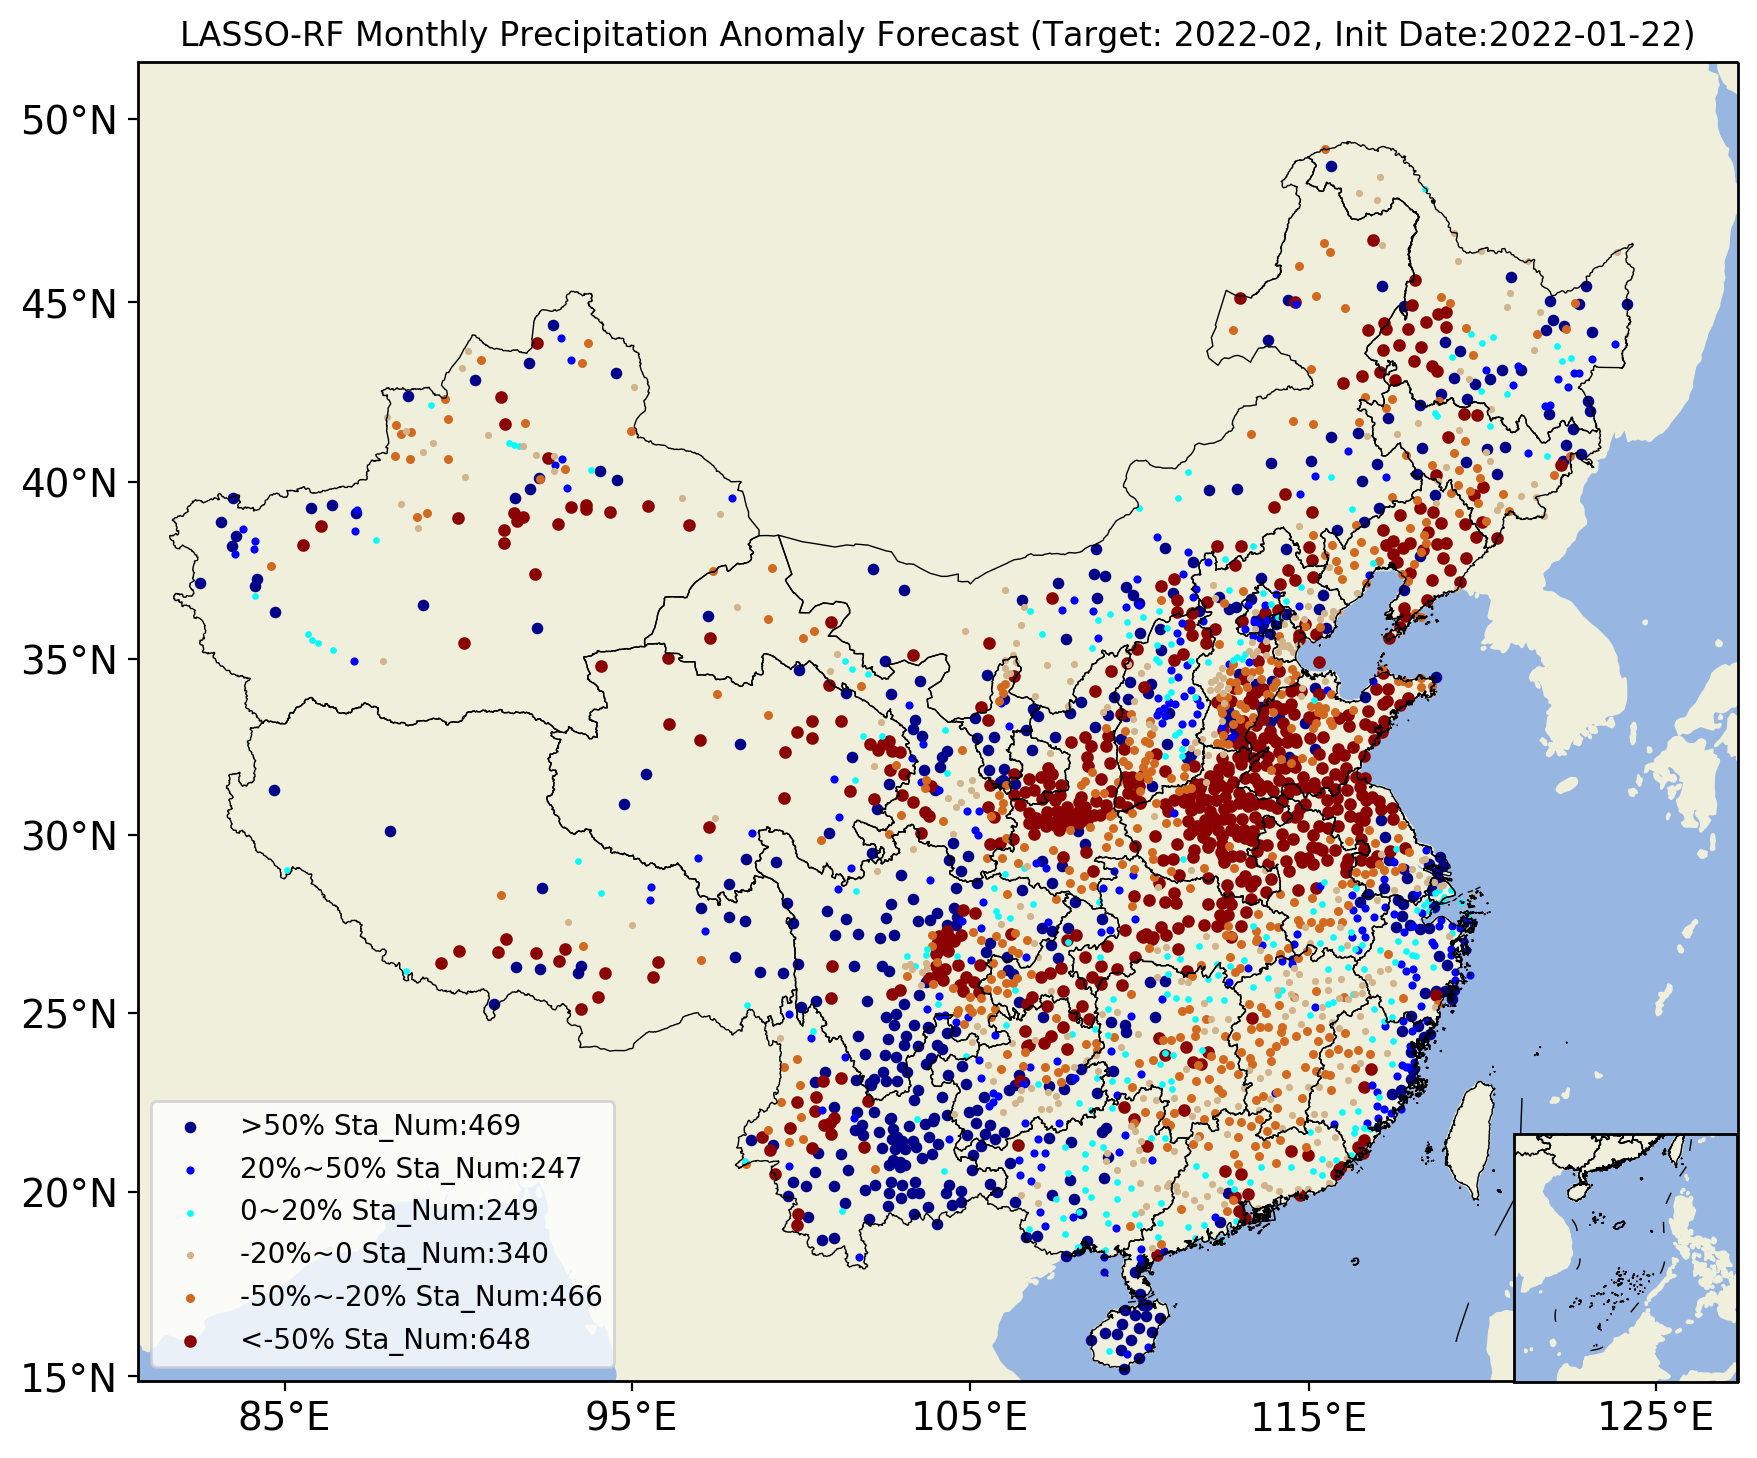 LASSO-RF Monthly Precipitation Anomaly Forecast (Target: 2022-02, Init Date:2022-01-22)
50°N
45°N
40°N
35°N
30°N
25°N
20°N
15°N
>50% Sta_Num:469
20%~50% Sta_Num:247
0~20% Sta_Num:249
-20%~0 Sta_Num:340
-50%~-20% Sta_Num:466
<-50% Sta_Num:648
85°E
95°E
105°E
115°E
125°E